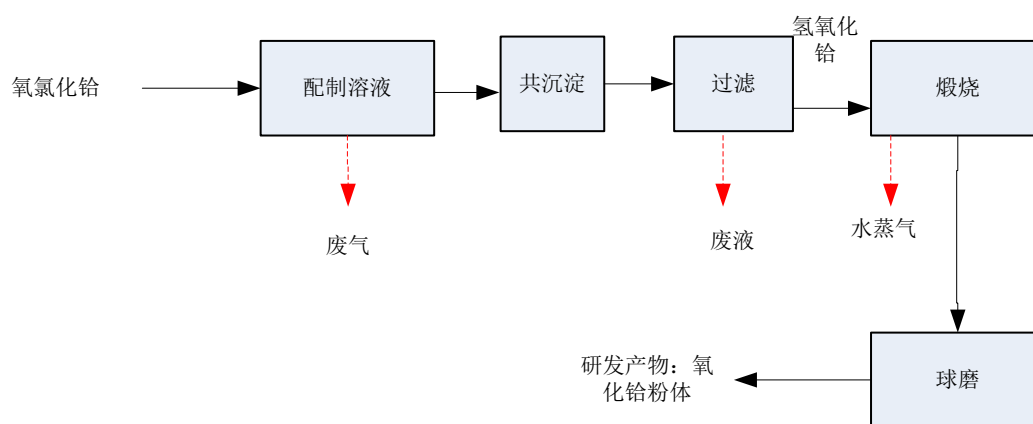 氧氯化铪
配制溶液
共沉淀
过滤
氢氧化
铪
煅烧
废气
废液
水蒸气
球磨
研发产物：氧
化铪粉体